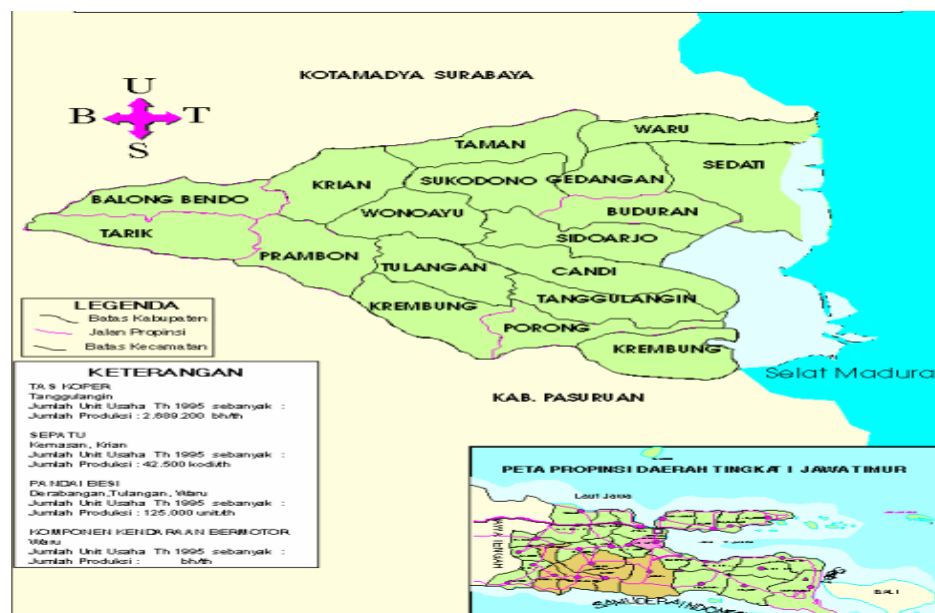 KOTAMADYA SURABAYA
U
B T
S
TAMAN
WARU
SEDATI
KRIAN
SUKODONO
GEDANGAN
BALONG BENDO
WONOAYU
BUDURAN
TARIK
SIDOARJO
PRAMBON
TULANGAN
CANDI
KREMBUNG
TANGGULANGIN
PORONG
KREMBUNG
LEGENDA
Batas Kabupaten
Jalan Propinsi
Batas Kecamatan
Selat Madura
KAB. PASURUAN
KETERANGAN
TAS KOPER
Tanggulangin
Jumlah Unit Usaha Th 1995 sebanyak :
Jumlah Produksi : 2.689.200 bh/th
SEPATU
Kemasan, Krian
Jumlah Unit Usaha Th 1995 sebanyak :
Jumlah Produksi : 42.500 kodi/th
PANDAI BESI
Derabangan,Tulangan, Waru
Jumlah Unit Usaha Th 1995 sebanyak :
Jumlah Produksi : 125.000 unit/th
KOMPONEN KENDARAAN BERMOTOR
Waru
Jumlah Unit Usaha Th 1995 sebanyak :
Jumlah Produksi : bh/th
PETA PROPINSI DAERAH TINGKAT I JAWA TIMUR
Laut Jawa
JAWA TENGAH
BALI
SAMUDERA INDONESIA